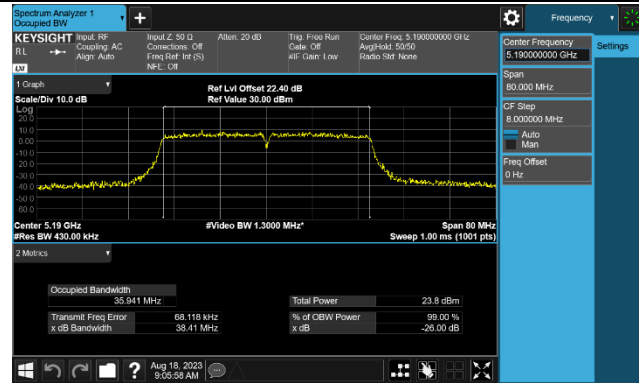 Spectrum Analyzer 1
Occupied BW
Frequency
KEYSIGHT
RL
LXI
Input: RF
Coupling: AC
Align: Auto
Input Z: 50 Ω
Corrections: Off
Freq Ref: Int (S)
NFE: Off
Atten: 20 dB
Trig: Free Run
Gate: Off
#IF Gain: Low
Center Freq: 5.190000000 GHz
Avg|Hold: 50/50
Radio Std: None
Center Frequency
5.190000000 GHz
Settings
Span
80.000 MHz
CF Step
8.000000 MHz
Auto
Man
Freq Offset
0 Hz
1 Graph
Scale/Div 10.0 dB
Ref Lvl Offset 22.40 dB
Ref Value 30.00 dBm
Log
20.0
10.0
0.00
-10.0
-20.0
-30.0
-40.0
-50.0
-60.0
Center 5.19 GHz
#Res BW 430.00 kHz
#Video BW 1.3000 MHz*
Span 80 MHz
Sweep 1.00 ms (1001 pts)
2 Metrics
Occupied Bandwidth
35.941 MHz
Total Power 23.8 dBm
Transmit Freq Error 68.118 kHz
% of OBW Power 99.00 %
x dB Bandwidth 38.41 MHz
x dB -26.00 dB
Aug 18, 2023
9:05:58 AM